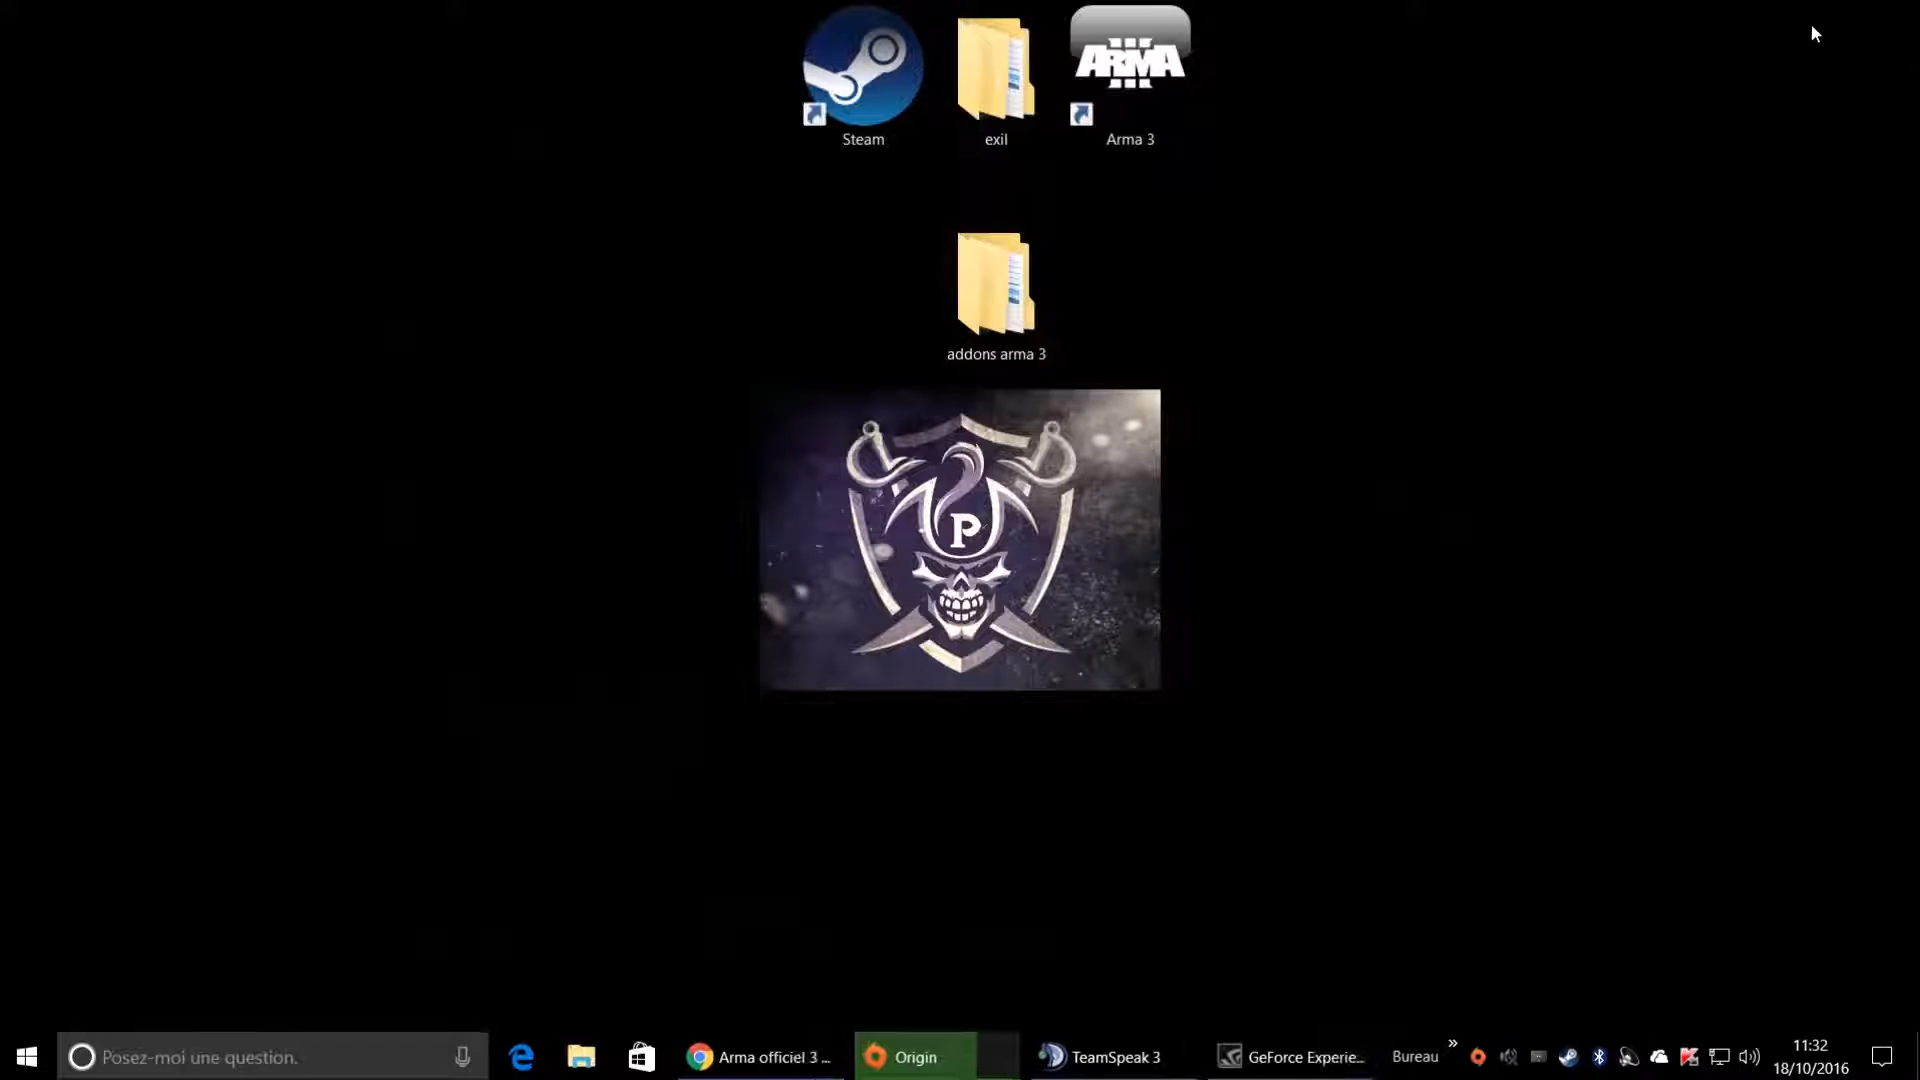 ARMA
III
Steam
exil
Arma 3
addons arma 3
P
Posez-moi une question.
Arma officiel 3 ...
Origin
TeamSpeak 3
GeForce Experie...
Bureau
»
11:32
18/10/2016